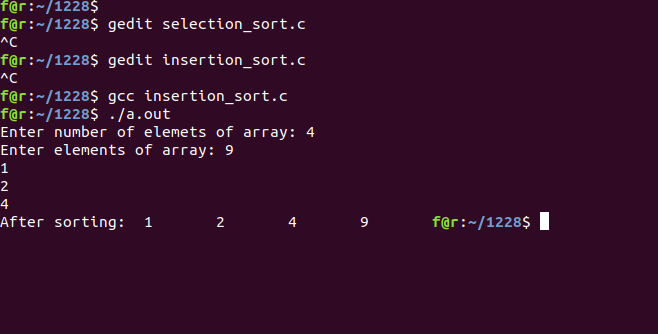 f@r:~/1228$
f@r:~/1228$ gedit selection_sort.c
^C
f@r:~/1228$ gedit insertion_sort.c
^C
f@r:~/1228$ gcc insertion_sort.c
f@r:~/1228$ ./a.out
Enter number of elemets of array: 4
Enter elements of array: 9
1
2
4
After sorting:  1       2       4       9       f@r:~/1228$